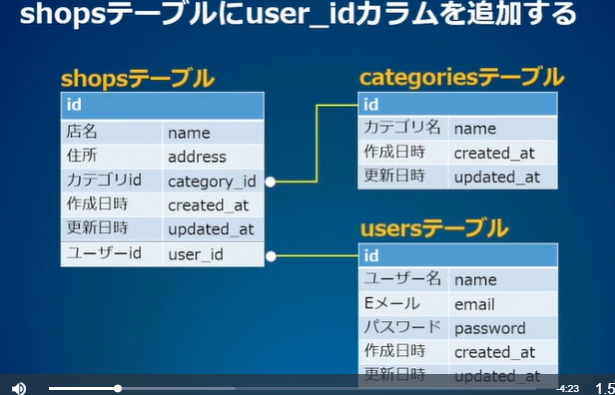 shopsテーブルにuser_idカラムを追加する
shopsテーブル
id
店名 name
住所 address
カテゴリid category_id
作成日時 created_at
更新日時 updated_at
ユーザーid user_id
categoriesテーブル
id
カテゴリ名 name
作成日時 created_at
更新日時 updated_at
usersテーブル
id
ユーザー名 name
Eメール email
パスワード password
作成日時 created_at
更新日時 updated_at
-4:23 1.5